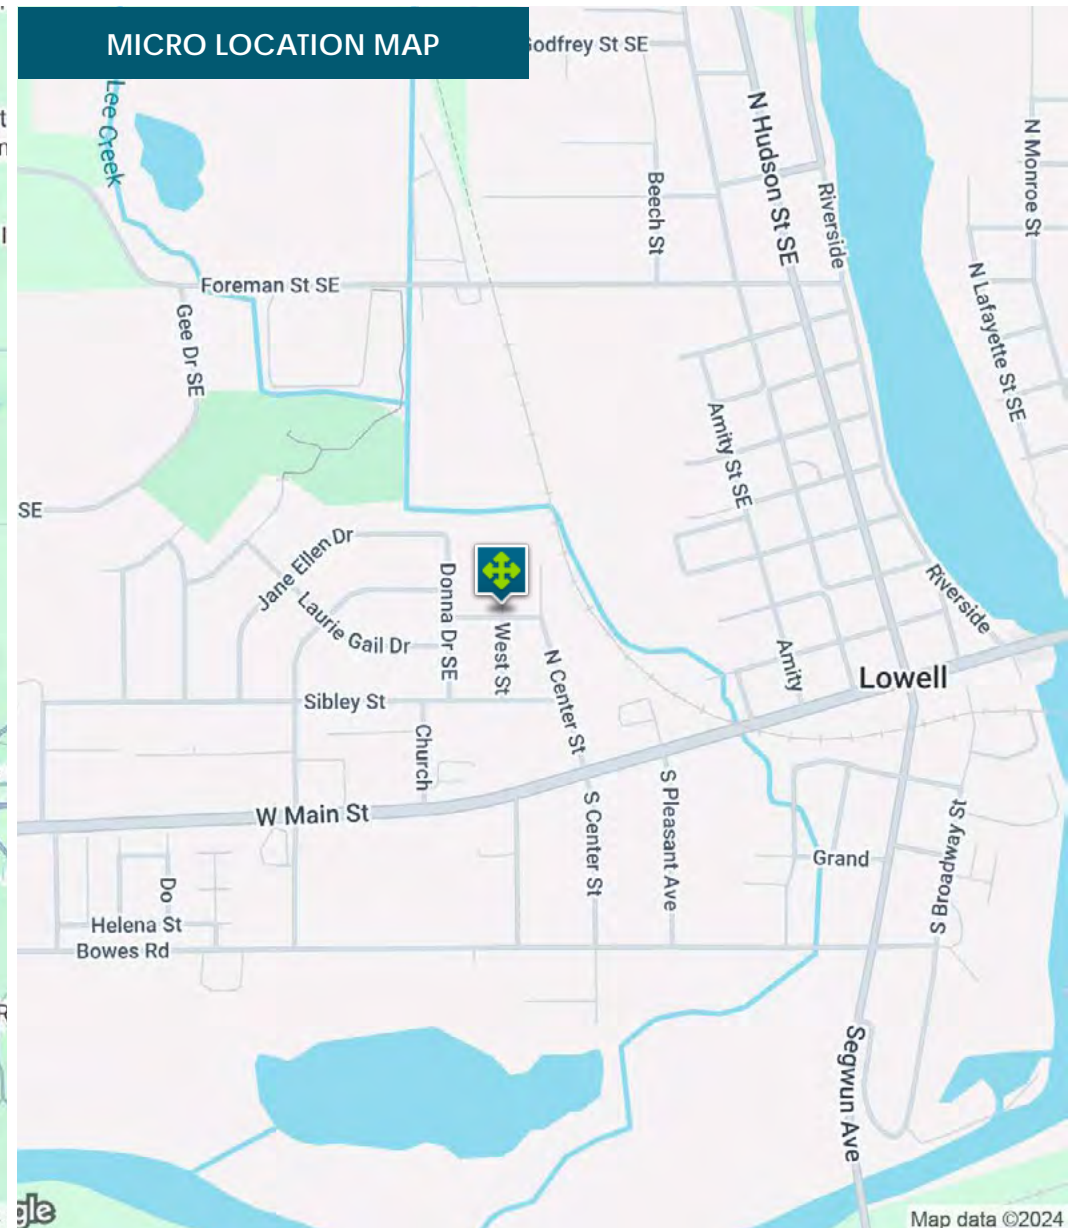 MICRO LOCATION MAP
Godfrey St SE
Lee Creek
N Hudson St SE
N Monroe St
Beech St
Riverside
Foreman St SE
N Lafayette St SE
Gee Dr SE
Amity St SE
SE
Jane Ellen Dr
Donna Dr SE
Riverside
Laurie Gail Dr
West St
N Center St
Amity
Lowell
Sibley St
Church
W Main St
S Pleasant Ave
S Center St
Grand
S Broadway St
Do
Helena St
Bowes Rd
Segwun Ave
Map data ©2024